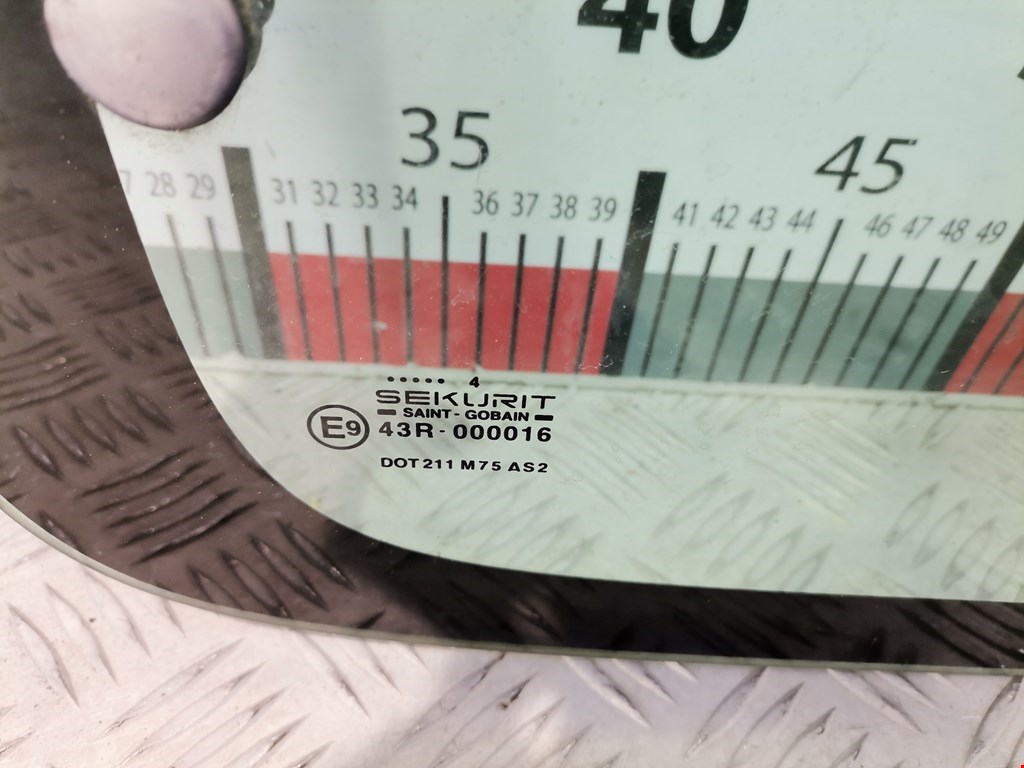 40
35 45
28 29 31 32 33 34 36 37 38 39 41 42 43 44 46 47 48 49
..... 4
SEKURIT
SAINT-GOBAIN
E9 43R-000016
DOT 211 M75 AS2